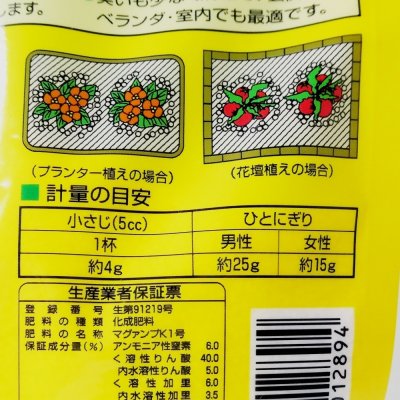 します。
ベランダ・室内でも最適です。
(プランター植えの場合)
(花壇植えの場合)
計量の目安
小さじ(5cc) ひとにぎり
1杯 男性 女性
約4g 約25g 約15g
生産業者保証票
登録番号 生第91219号
肥料の種類 化成肥料
肥料の名称 マグァンプK1号
保証成分量(%) アンモニア性窒素 6.0
く溶性りん酸 40.0
内水溶性りん酸 5.0
く溶性加里 6.0
内水溶性加里 3.5
012894